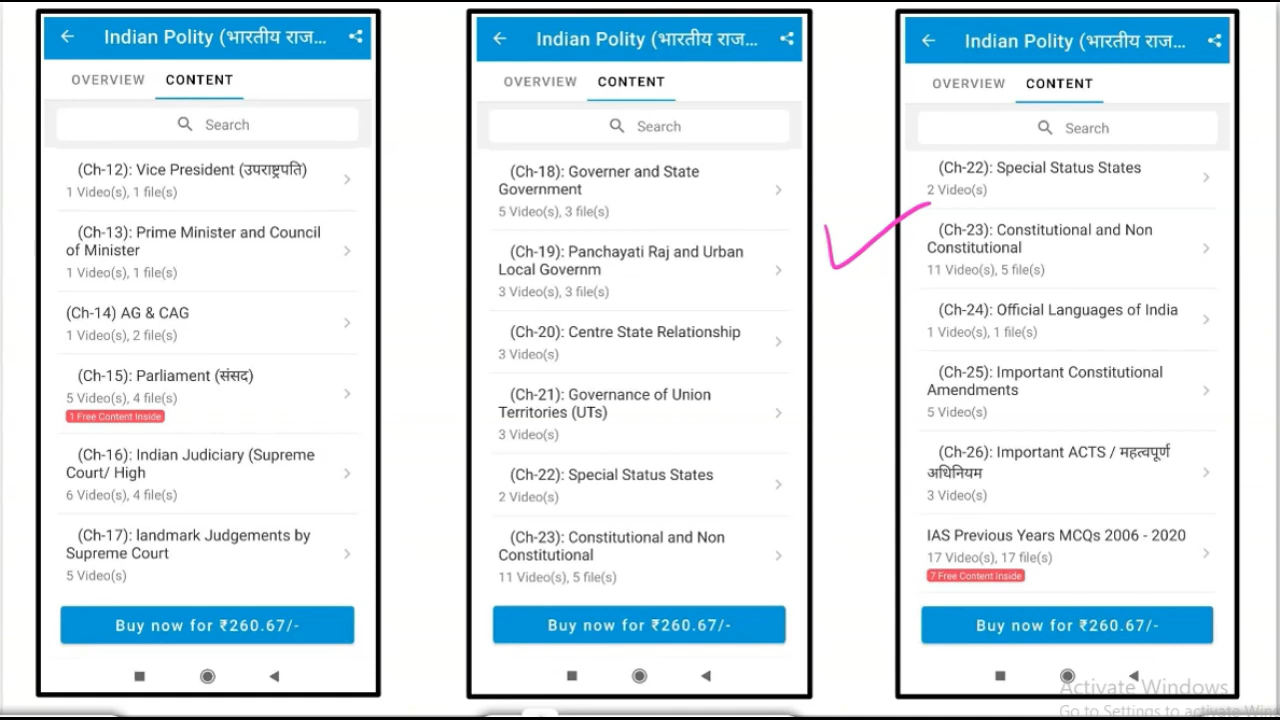 Indian Polity (भारतीय राज...
OVERVIEW CONTENT
Search
(Ch-12): Vice President (उपराष्ट्रपति)
1 Video(s), 1 file(s)
(Ch-13): Prime Minister and Council
of Minister
1 Video(s), 1 file(s)
(Ch-14) AG & CAG
1 Video(s), 2 file(s)
(Ch-15): Parliament (संसद)
5 Video(s), 4 file(s)
1 Free Content Inside
(Ch-16): Indian Judiciary (Supreme
Court/ High
6 Video(s), 4 file(s)
(Ch-17): landmark Judgements by
Supreme Court
5 Video(s)
Buy now for ₹260.67/-
Indian Polity (भारतीय राज...
OVERVIEW CONTENT
Search
(Ch-18): Governer and State
Government
5 Video(s), 3 file(s)
(Ch-19): Panchayati Raj and Urban
Local Governm
3 Video(s), 3 file(s)
(Ch-20): Centre State Relationship
3 Video(s)
(Ch-21): Governance of Union
Territories (UTs)
3 Video(s)
(Ch-22): Special Status States
2 Video(s)
(Ch-23): Constitutional and Non
Constitutional
11 Video(s), 5 file(s)
Buy now for ₹260.67/-
Indian Polity (भारतीय राज...
OVERVIEW CONTENT
Search
(Ch-22): Special Status States
2 Video(s)
(Ch-23): Constitutional and Non
Constitutional
11 Video(s), 5 file(s)
(Ch-24): Official Languages of India
1 Video(s), 1 file(s)
(Ch-25): Important Constitutional
Amendments
5 Video(s)
(Ch-26): Important ACTS / महत्वपूर्ण
अधिनियम
3 Video(s)
IAS Previous Years MCQs 2006 - 2020
17 Video(s), 17 file(s)
7 Free Content Inside
Buy now for ₹260.67/-
Activate Windows
Go to Settings to activate